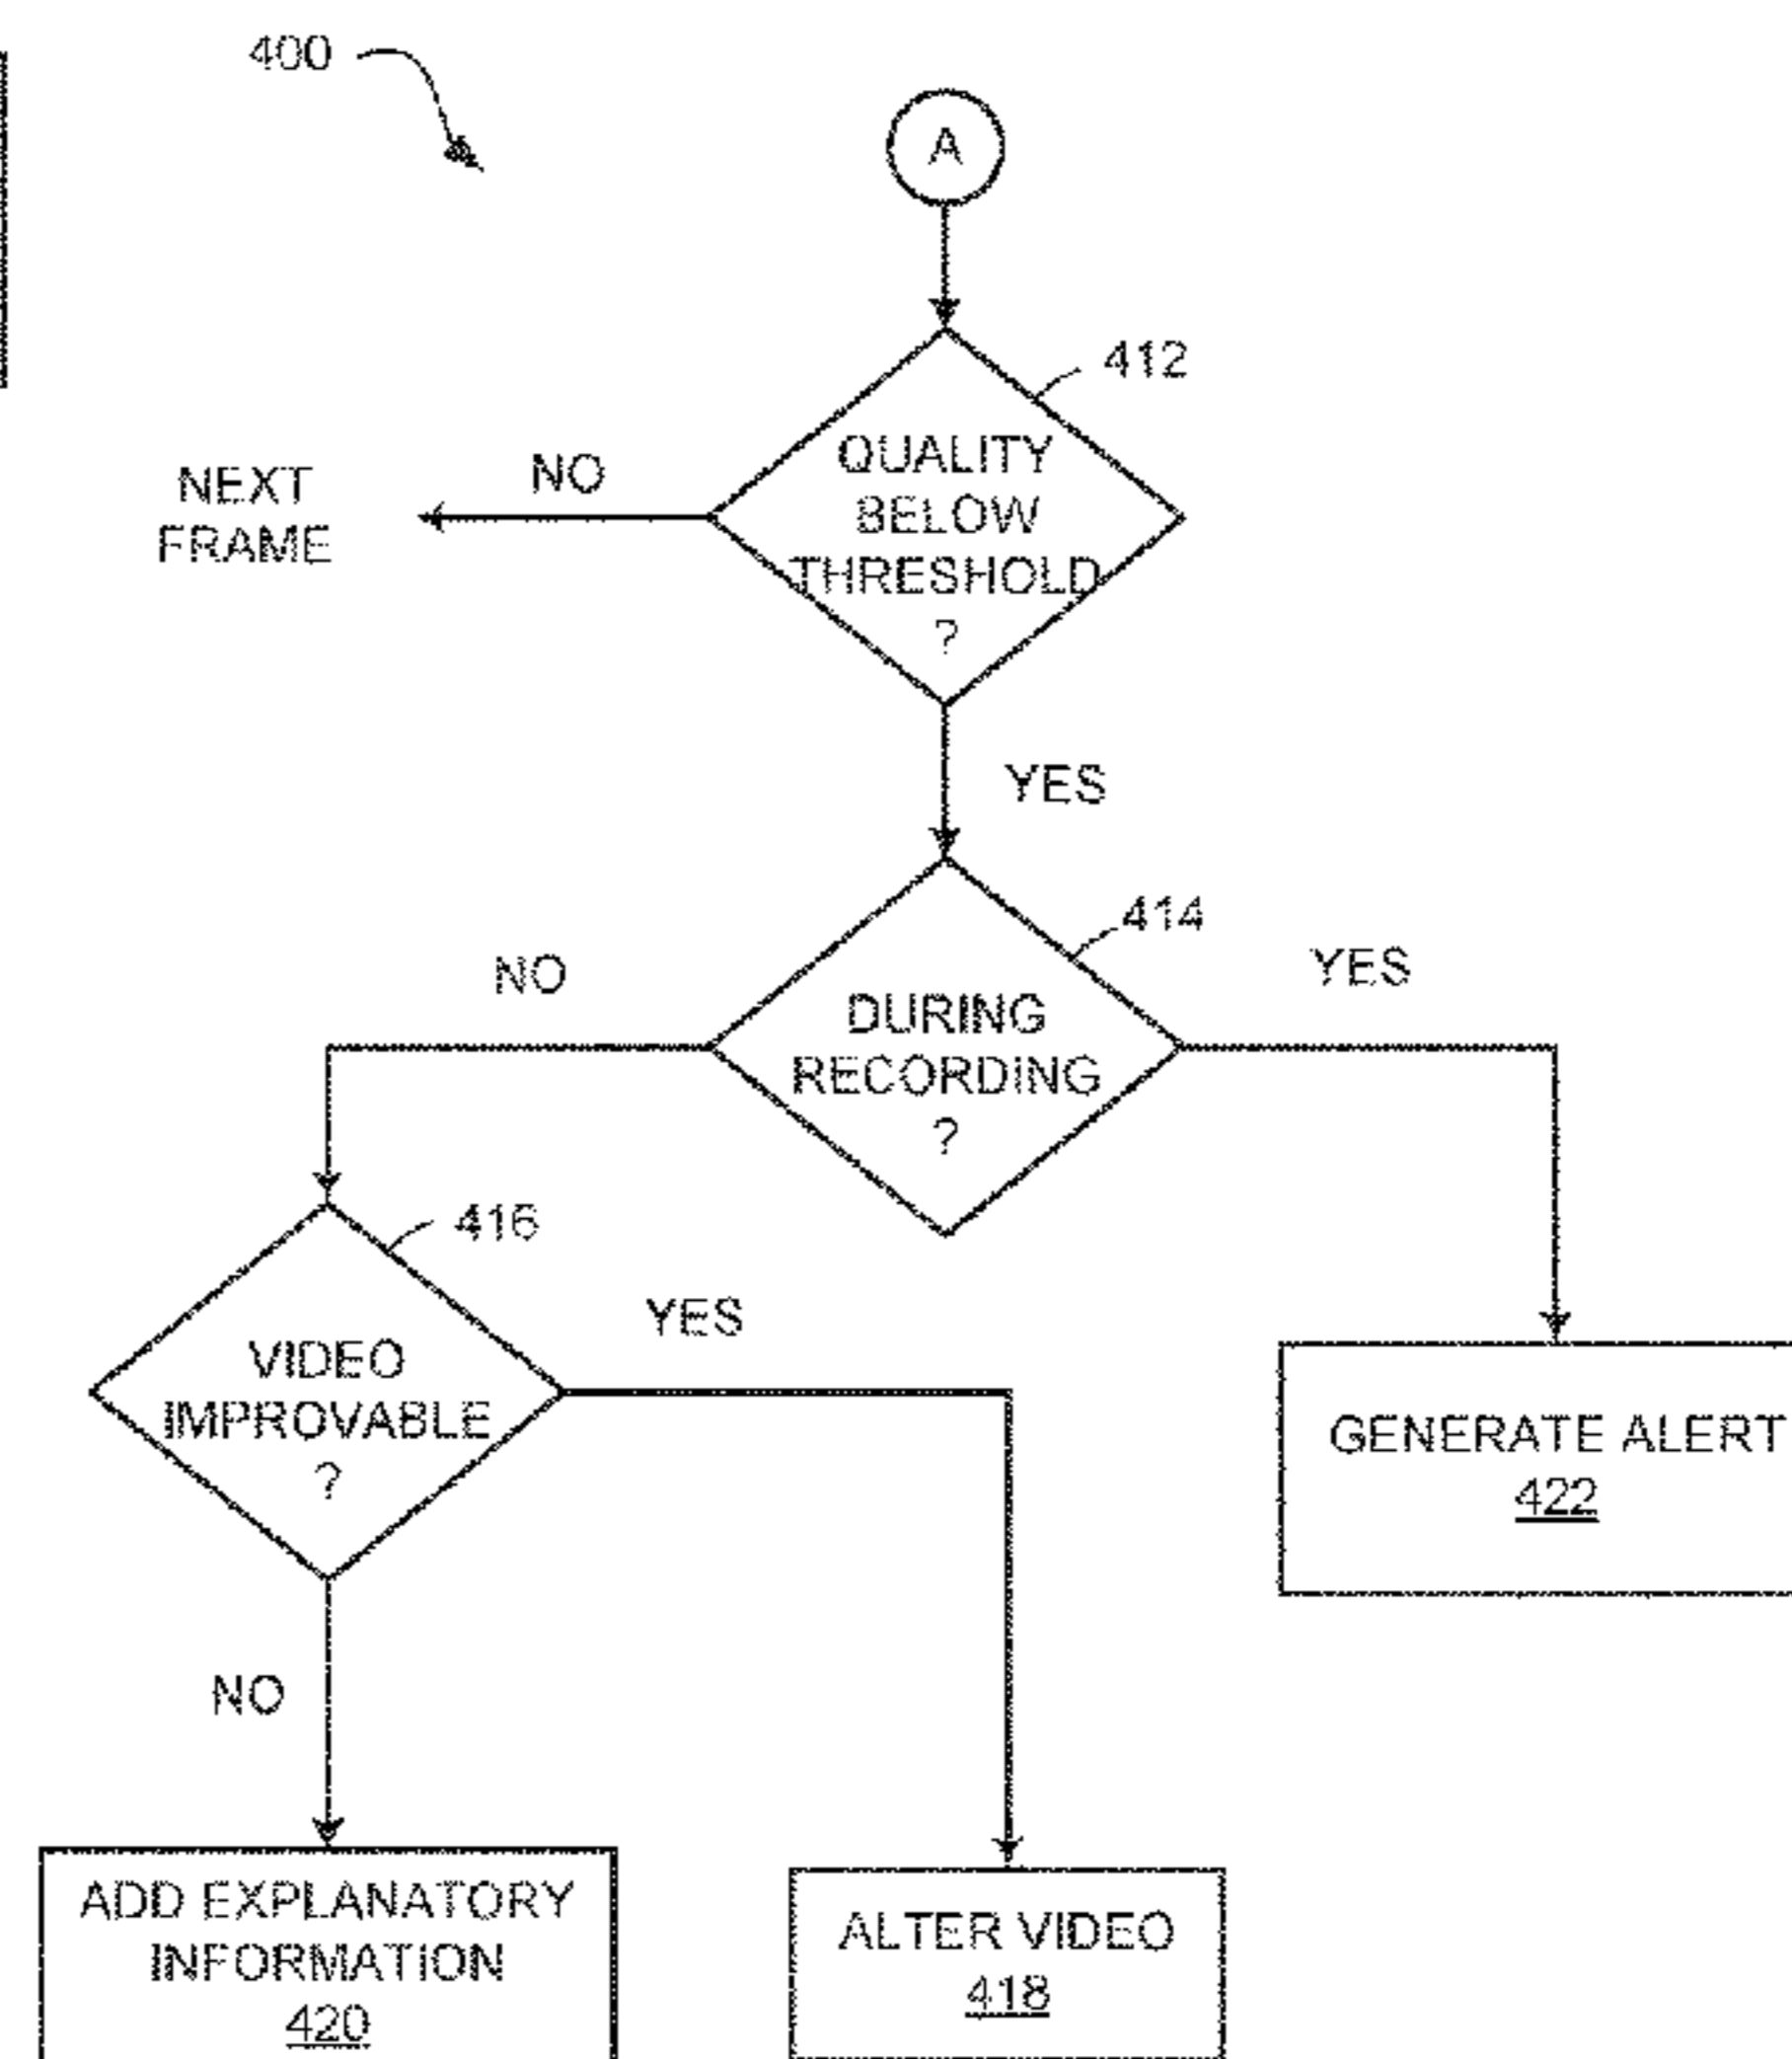 400
A
412
QUALITY
BELOW
THRESHOLD
?
NO
NEXT
FRAME
YES
414
DURING
RECORDING
?
NO
YES
416
VIDEO
IMPROVABLE
?
YES
GENERATE ALERT
422
NO
ADD EXPLANATORY
INFORMATION
420
ALTER VIDEO
418